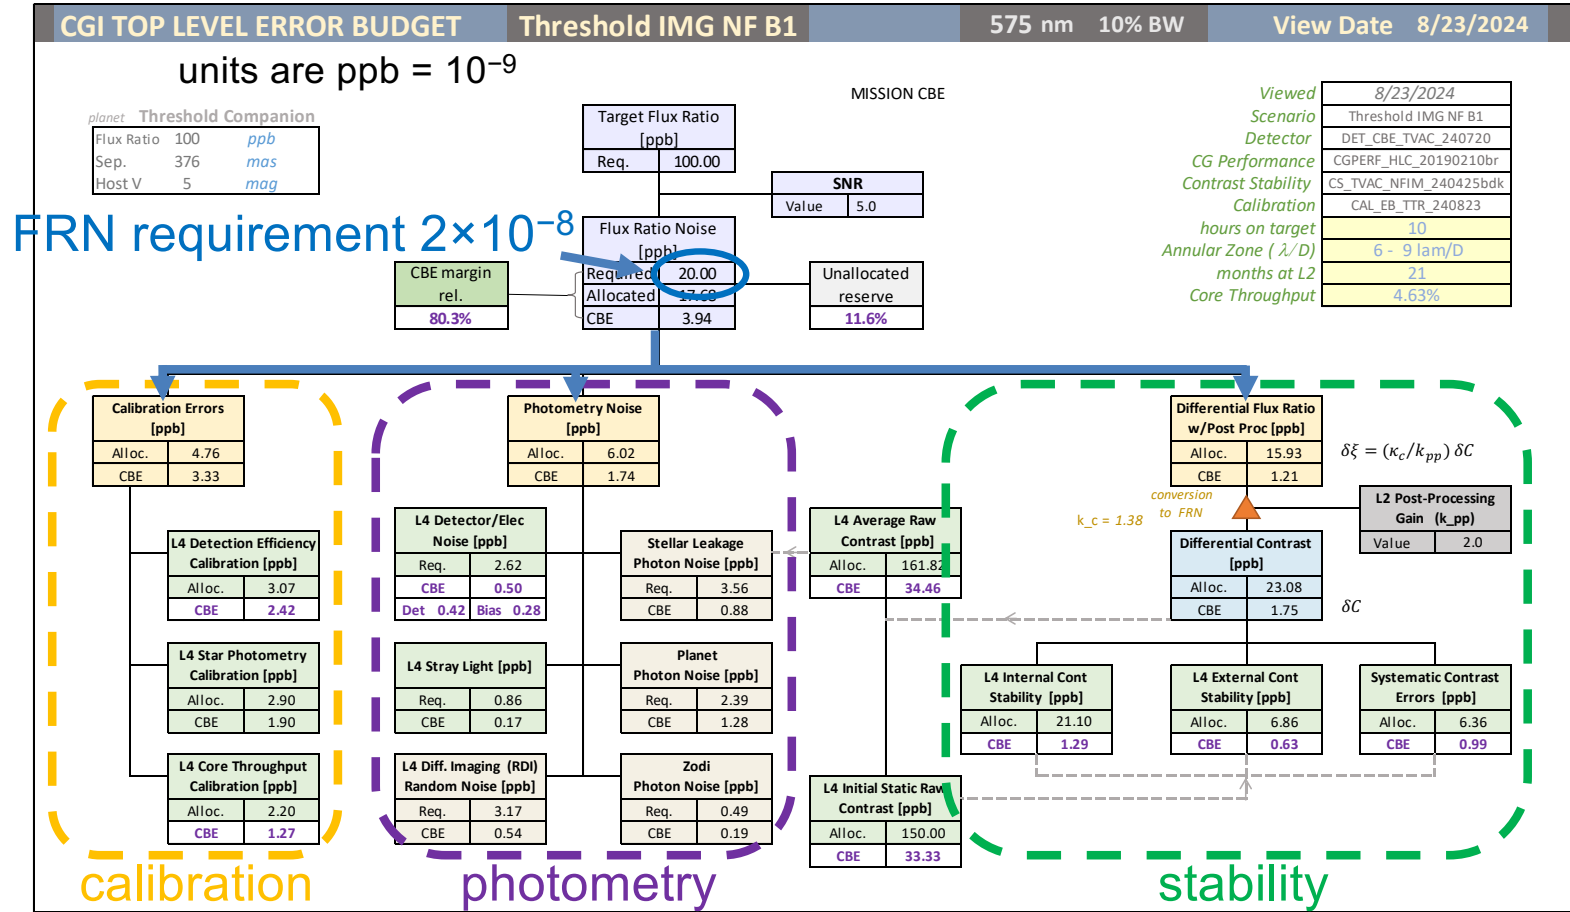 CGI TOP LEVEL ERROR BUDGET Threshold IMG NF B1 575 nm 10% BW View Date 8/23/2024
units are ppb = 10⁻⁹
MISSION CBE
planet Threshold Companion
Flux Ratio 100 ppb
Sep. 376 mas
Host V 5 mag
Target Flux Ratio
[ppb]
Req. 100.00
SNR
Value 5.0
Viewed 8/23/2024
Scenario Threshold IMG NF B1
Detector DET_CBE_TVAC_240720
CG Performance CGPERF_HLC_20190210br
Contrast Stability CS_TVAC_NFIM_240425bdk
Calibration CAL_EB_TTR_240823
hours on target 10
Annular Zone ( λ/D) 6 - 9 lam/D
months at L2 21
Core Throughput 4.63%
FRN requirement 2×10⁻⁸
Flux Ratio Noise
[ppb]
Required 20.00
Allocated 17.68
CBE 3.94
CBE margin
rel.
80.3%
Unallocated
reserve
11.6%
Calibration Errors
[ppb]
Alloc. 4.76
CBE 3.33
L4 Detection Efficiency
Calibration [ppb]
Alloc. 3.07
CBE 2.42
L4 Star Photometry
Calibration [ppb]
Alloc. 2.90
CBE 1.90
L4 Core Throughput
Calibration [ppb]
Alloc. 2.20
CBE 1.27
calibration
Photometry Noise
[ppb]
Alloc. 6.02
CBE 1.74
L4 Detector/Elec
Noise [ppb]
Req. 2.62
CBE 0.50
Det 0.42 Bias 0.28
Stellar Leakage
Photon Noise [ppb]
Req. 3.56
CBE 0.88
L4 Stray Light [ppb]
Req. 0.86
CBE 0.17
Planet
Photon Noise [ppb]
Req. 2.39
CBE 1.28
L4 Diff. Imaging (RDI)
Random Noise [ppb]
Req. 3.17
CBE 0.54
Zodi
Photon Noise [ppb]
Req. 0.49
CBE 0.19
photometry
L4 Average Raw
Contrast [ppb]
Alloc. 161.82
CBE 34.46
L4 Initial Static Raw
Contrast [ppb]
Alloc. 150.00
CBE 33.33
Differential Flux Ratio
w/Post Proc [ppb]
Alloc. 15.93
CBE 1.21
δξ = (κ_c/k_pp) δC
conversion
to FRN
k_c = 1.38
L2 Post-Processing
Gain (k_pp)
Value 2.0
Differential Contrast
[ppb]
Alloc. 23.08
CBE 1.75
δC
L4 Internal Cont
Stability [ppb]
Alloc. 21.10
CBE 1.29
L4 External Cont
Stability [ppb]
Alloc. 6.86
CBE 0.63
Systematic Contrast
Errors [ppb]
Alloc. 6.36
CBE 0.99
stability